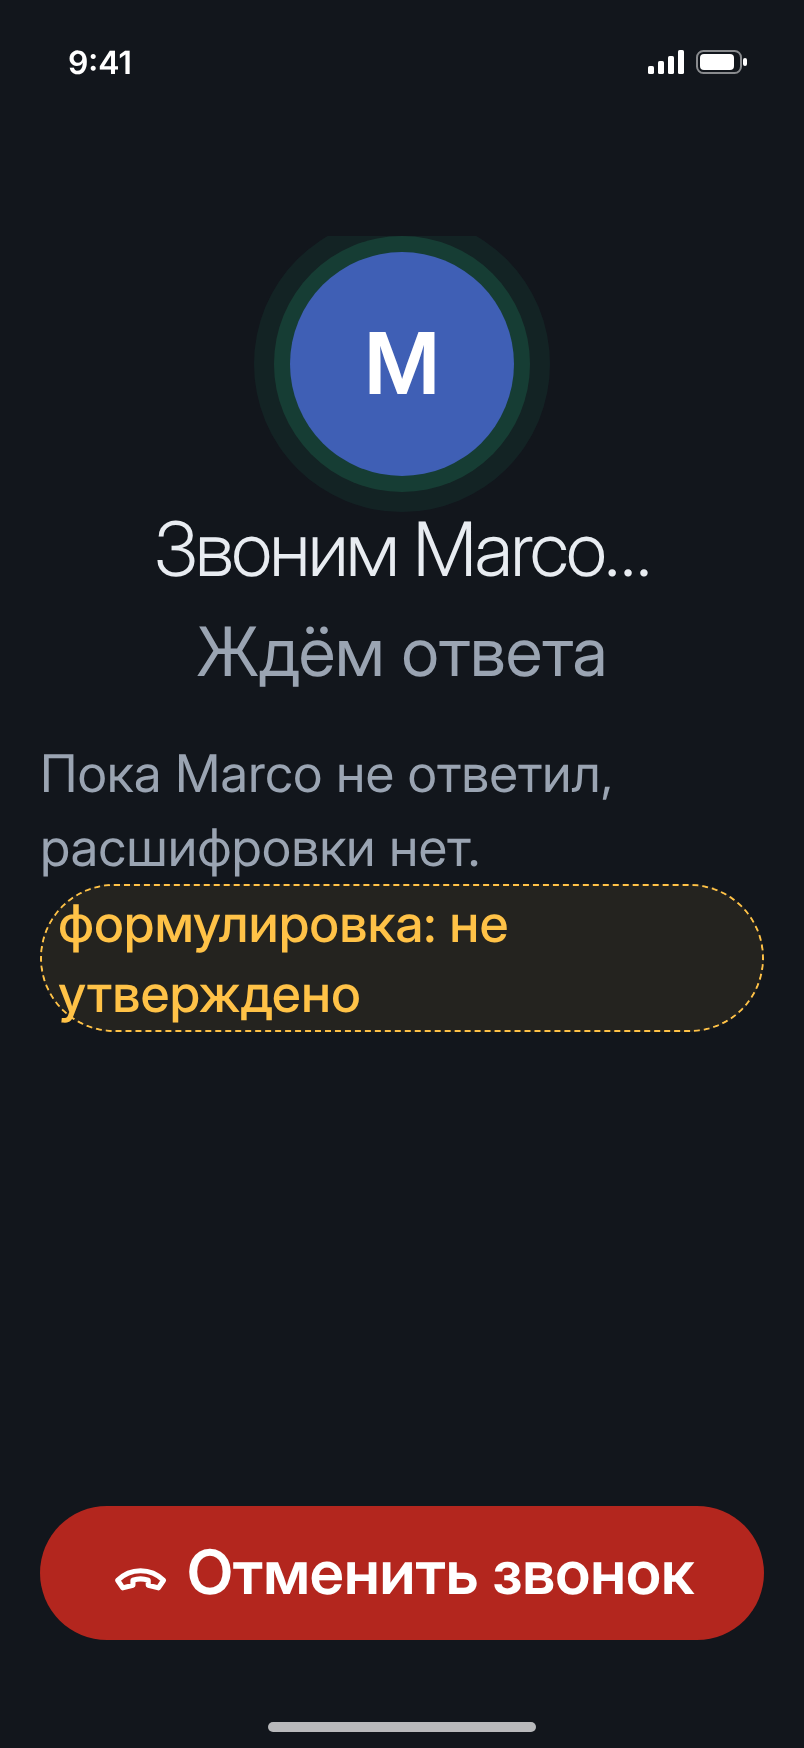 9:41
M
Звоним Marco...
Ждём ответа
Пока Marco не ответил,
расшифровки нет.
формулировка: не
утверждено
Отменить звонок